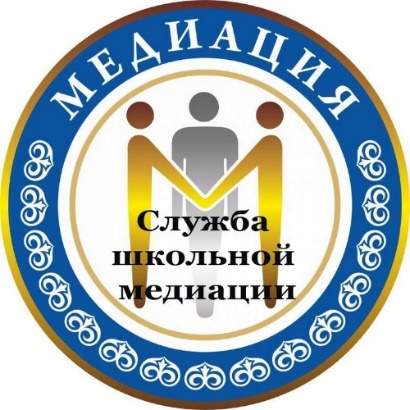 МЕДИАЦИЯ
Служба
школьной
медиации